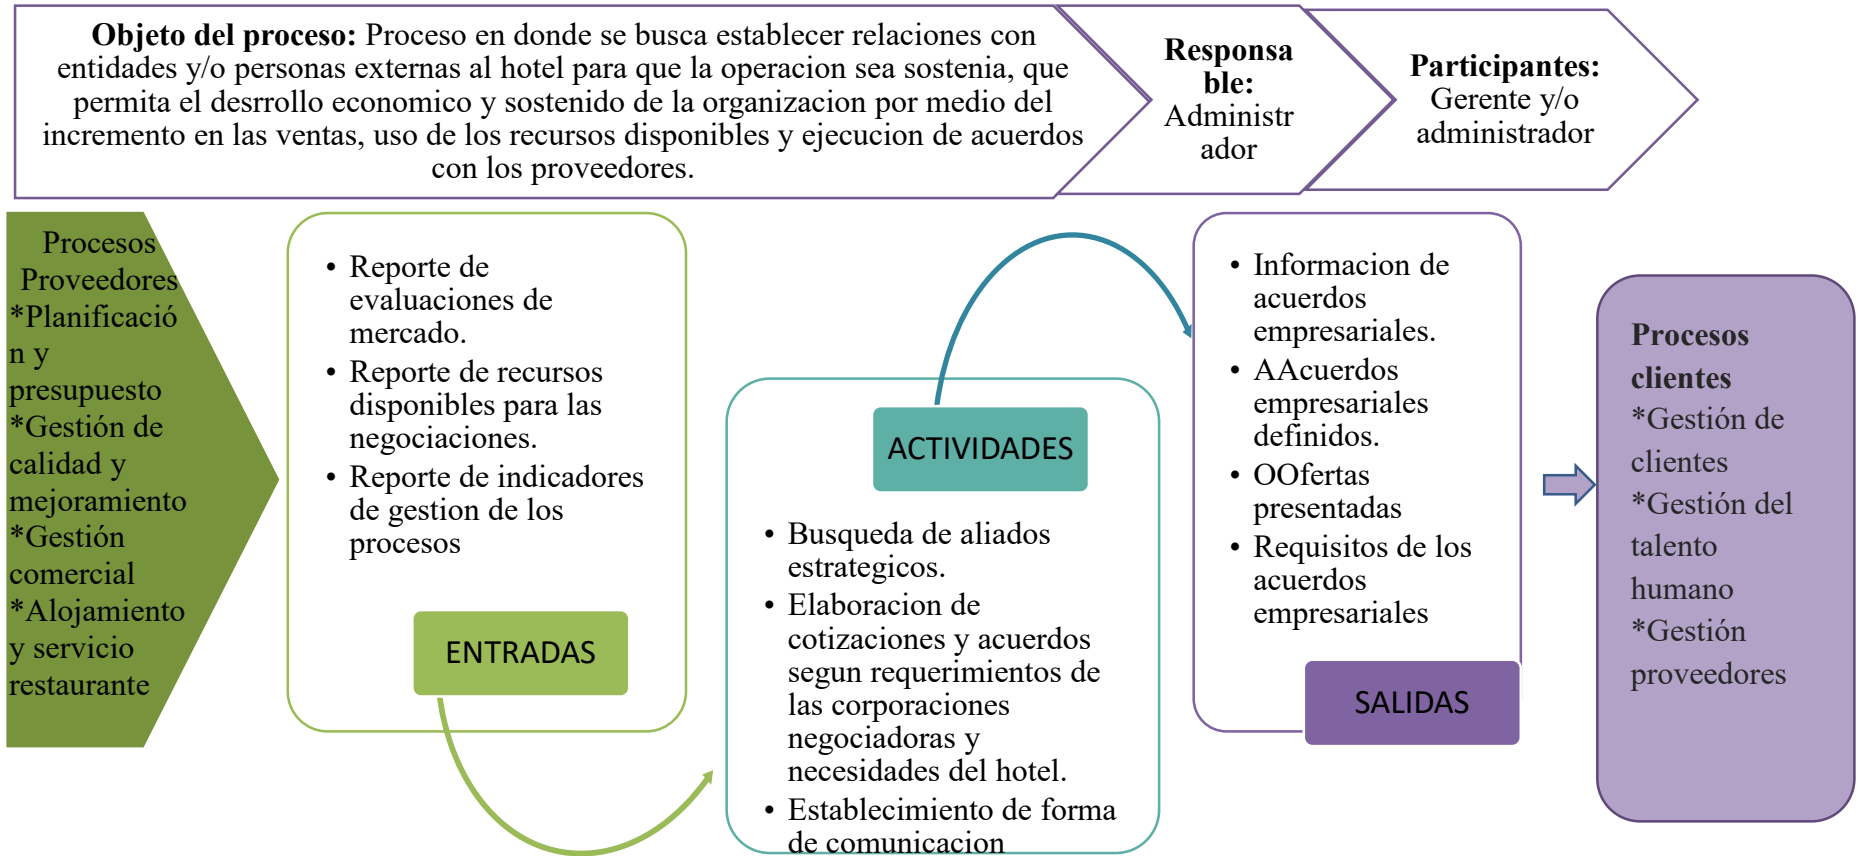 Objeto del proceso: Proceso en donde se busca establecer relaciones con
entidades y/o personas externas al hotel para que la operacion sea sostenia, que
permita el desrrollo economico y sostenido de la organizacion por medio del
incremento en las ventas, uso de los recursos disponibles y ejecucion de acuerdos
con los proveedores.
Responsa
ble:
Administr
ador
Participantes:
Gerente y/o
administrador
Procesos
Proveedores
*Planificació
n y
presupuesto
*Gestión de
calidad y
mejoramiento
*Gestión
comercial
*Alojamiento
y servicio
restaurante
• Reporte de
evaluaciones de
mercado.
• Reporte de recursos
disponibles para las
negociaciones.
• Reporte de indicadores
de gestion de los
procesos
ENTRADAS
ACTIVIDADES
• Busqueda de aliados
estrategicos.
• Elaboracion de
cotizaciones y acuerdos
segun requerimientos de
las corporaciones
negociadoras y
necesidades del hotel.
• Establecimiento de forma
de comunicacion
• Informacion de
acuerdos
empresariales.
• AAcuerdos
empresariales
definidos.
• OOfertas
presentadas
• Requisitos de los
acuerdos
empresariales
SALIDAS
Procesos
clientes
*Gestión de
clientes
*Gestión del
talento
humano
*Gestión
proveedores